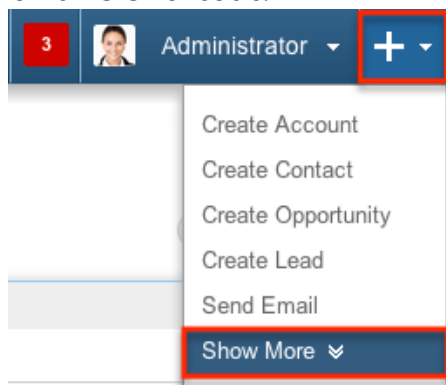 3 Administrator +
Create Account
Create Contact
Create Opportunity
Create Lead
Send Email
Show More